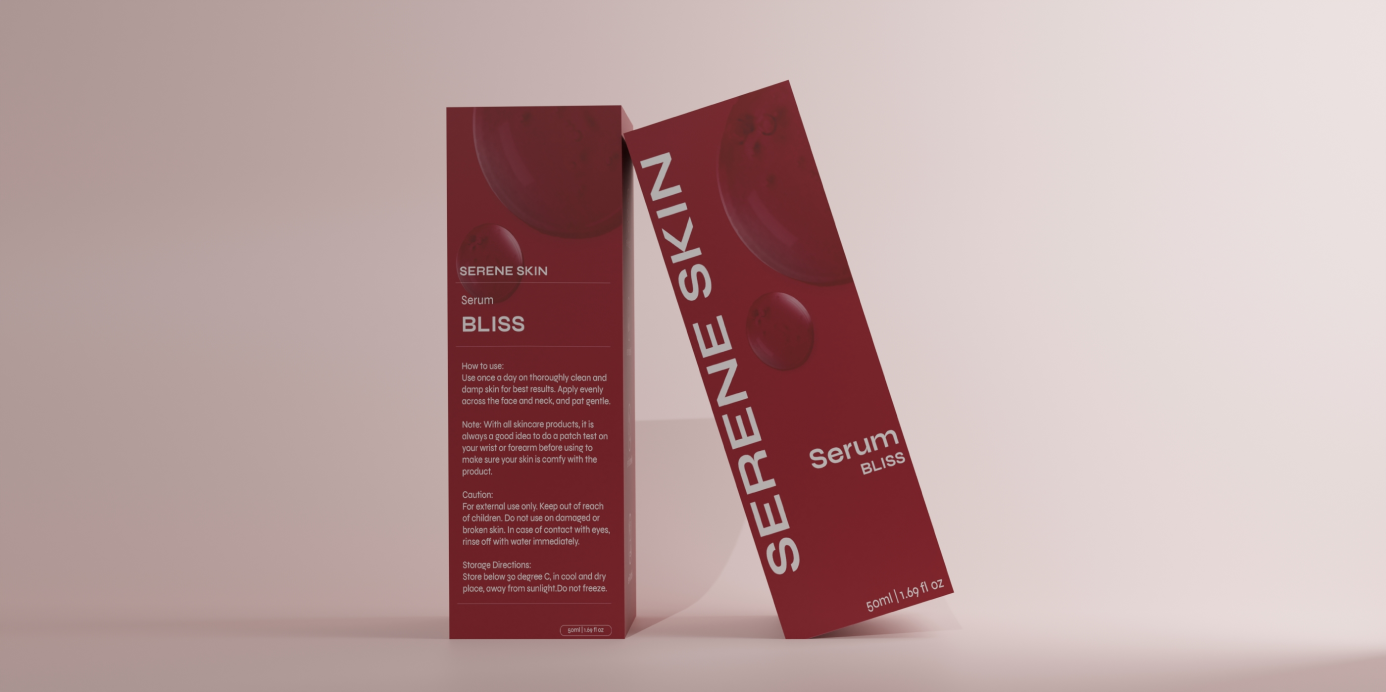 SERENE SKIN
Serum
BLISS
How to use:
Use once a day on thoroughly clean and
damp skin for best results. Apply evenly
across the face and neck, and pat gentle.
Note: With all skincare products, it is
always a good idea to do a patch test on
your wrist or forearm before using to
make sure your skin is comfy with the
product.
Caution:
For external use only. Keep out of reach
of children. Do not use on damaged or
broken skin. In case of contact with eyes,
rinse off with water immediately.
Storage Directions:
Store below 30 degree C, in cool and dry
place, away from sunlight.Do not freeze.
50ml | 1.69 fl oz
SERENE SKIN
Serum
BLISS
50ml | 1.69 fl oz